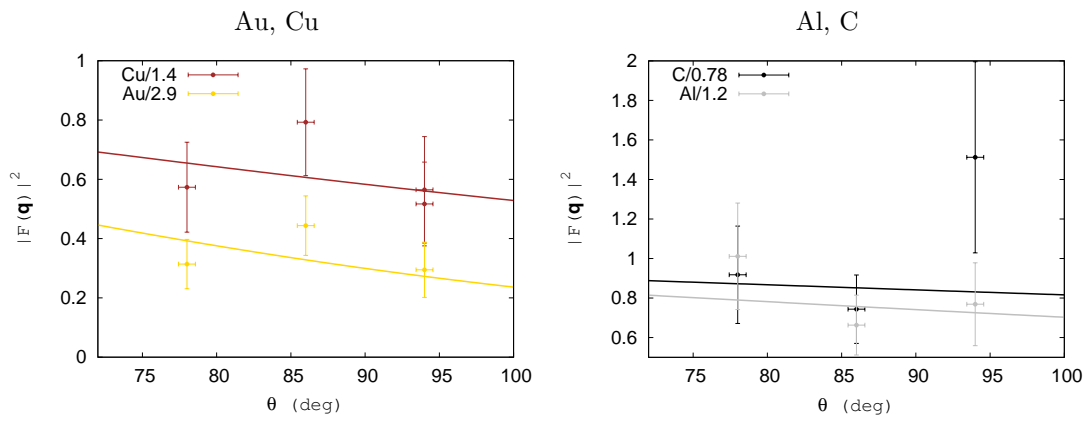 Au, Cu
1
0.8
0.6
0.4
0.2
0
75 80 85 90 95 100
|F(q)|²
θ (deg)
Cu/1.4
Au/2.9
Al, C
2
1.8
1.6
1.4
1.2
1
0.8
0.6
75 80 85 90 95 100
|F(q)|²
θ (deg)
C/0.78
Al/1.2